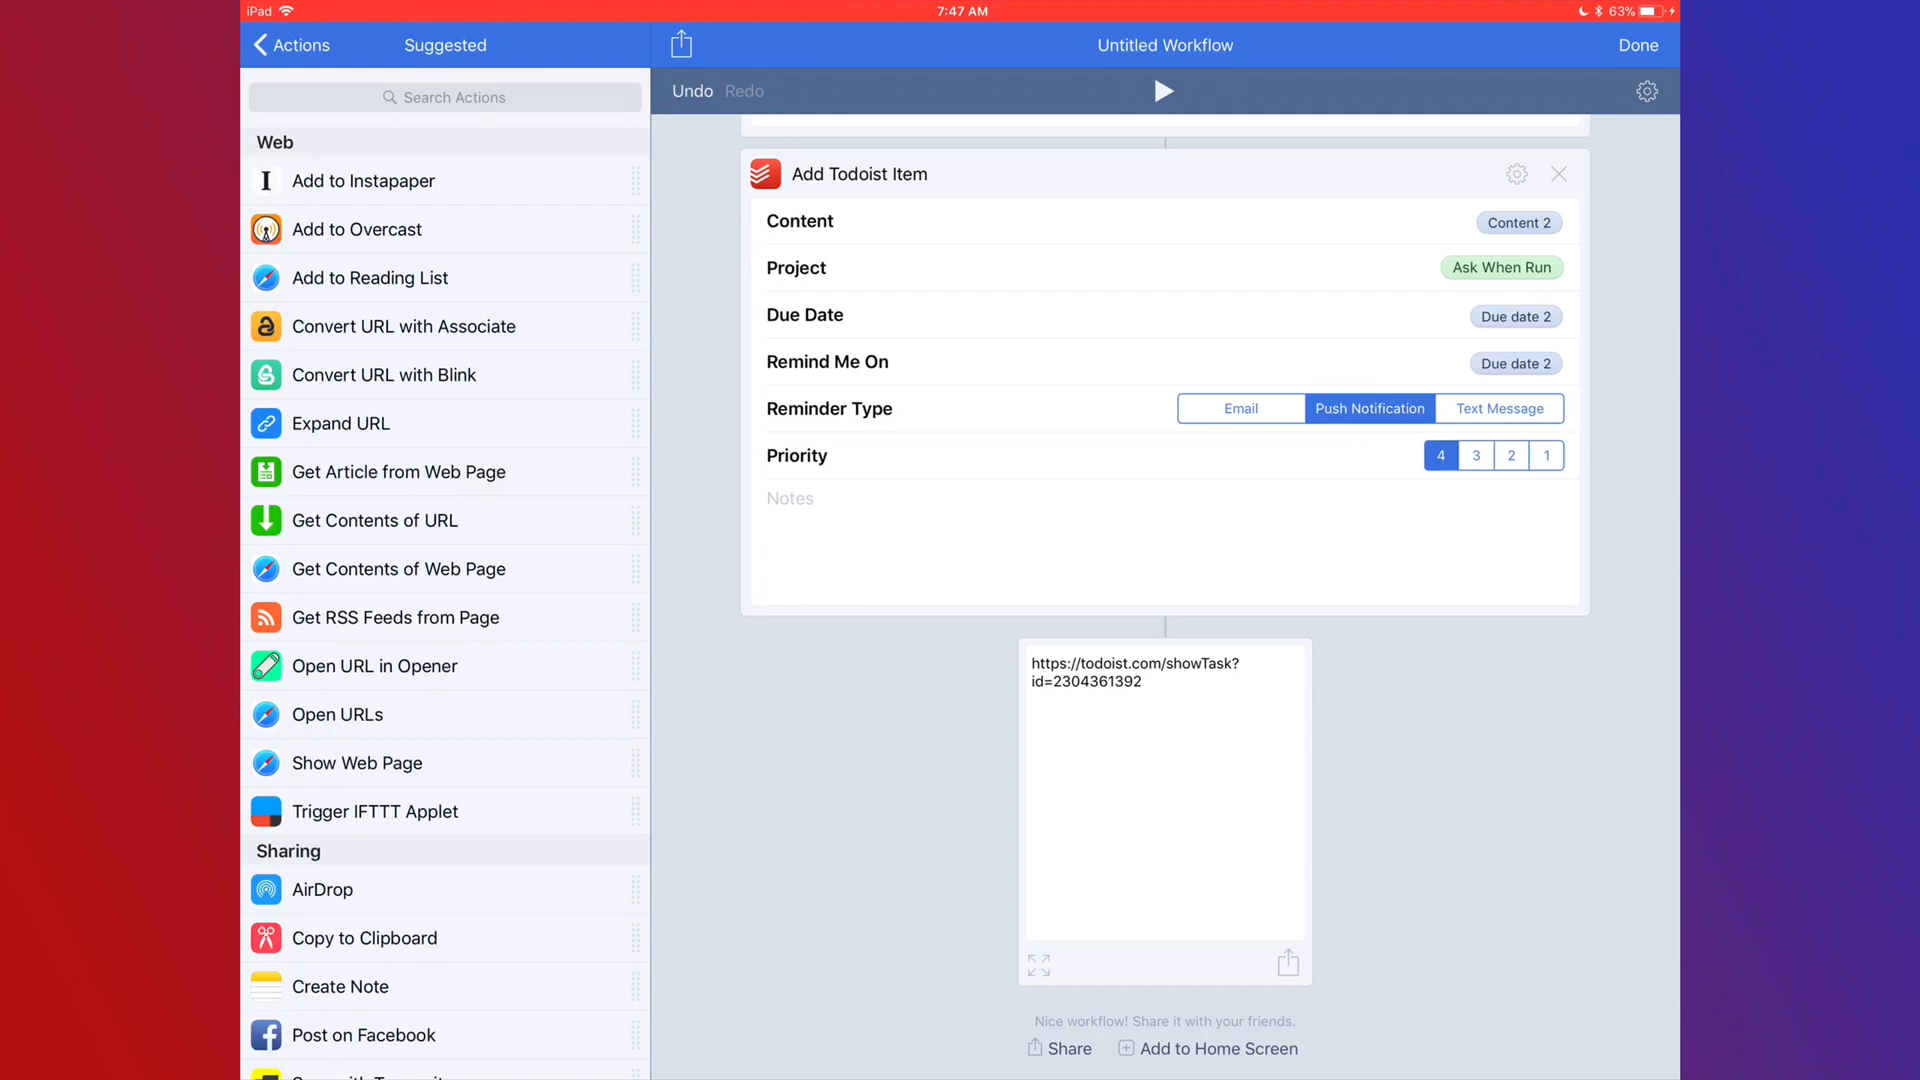 iPad
7:47 AM
63%
Actions
Suggested
Untitled Workflow
Done
Search Actions
Undo
Redo
Web
Add to Instapaper
Add to Overcast
Add to Reading List
Convert URL with Associate
Convert URL with Blink
Expand URL
Get Article from Web Page
Get Contents of URL
Get Contents of Web Page
Get RSS Feeds from Page
Open URL in Opener
Open URLs
Show Web Page
Trigger IFTTT Applet
Sharing
AirDrop
Copy to Clipboard
Create Note
Post on Facebook
Add Todoist Item
Content
Content 2
Project
Ask When Run
Due Date
Due date 2
Remind Me On
Due date 2
Reminder Type
Email
Push Notification
Text Message
Priority
4 3 2 1
Notes
https://todoist.com/showTask?
id=2304361392
Nice workflow! Share it with your friends.
Share
Add to Home Screen